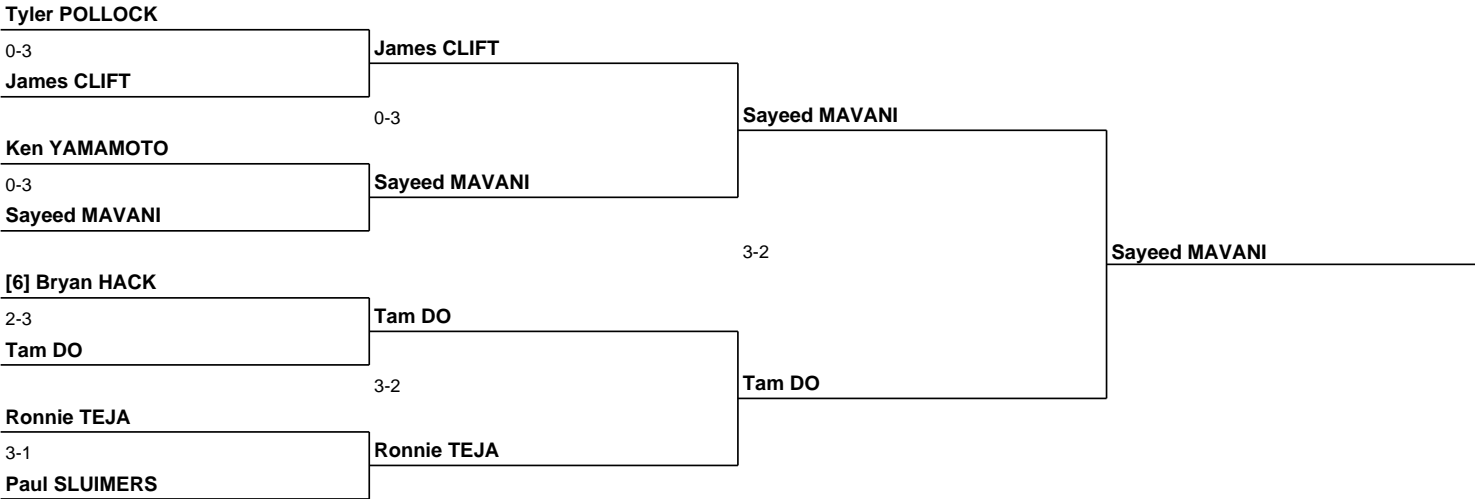 Tyler POLLOCK
0-3
James CLIFT
James CLIFT
0-3
Sayeed MAVANI
Ken YAMAMOTO
0-3
Sayeed MAVANI
Sayeed MAVANI
3-2
Sayeed MAVANI
[6] Bryan HACK
2-3
Tam DO
Tam DO
3-2
Tam DO
Ronnie TEJA
3-1
Ronnie TEJA
Paul SLUIMERS